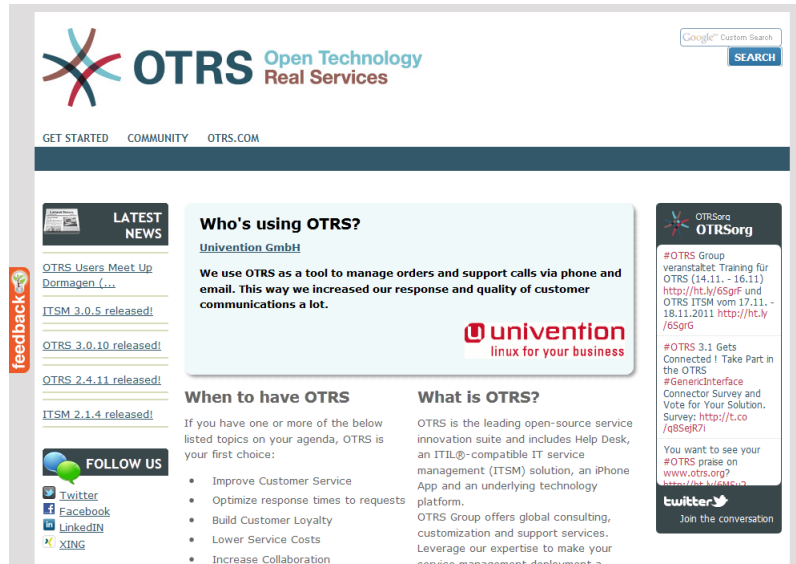 OTRS Open Technology
Real Services
Google™ Custom Search
SEARCH
GET STARTED COMMUNITY OTRS.COM
feedback
LATEST
NEWS
OTRS Users Meet Up
Dormagen (...
ITSM 3.0.5 released!
OTRS 3.0.10 released!
OTRS 2.4.11 released!
ITSM 2.1.4 released!
FOLLOW US
Twitter
Facebook
LinkedIN
XING
Who's using OTRS?
Univention GmbH
We use OTRS as a tool to manage orders and support calls via phone and
email. This way we increased our response and quality of customer
communications a lot.
univention
linux for your business
When to have OTRS
If you have one or more of the below
listed topics on your agenda, OTRS is
your first choice:
Improve Customer Service
Optimize response times to requests
Build Customer Loyalty
Lower Service Costs
Increase Collaboration
What is OTRS?
OTRS is the leading open-source service
innovation suite and includes Help Desk,
an ITIL®-compatible IT service
management (ITSM) solution, an iPhone
App and an underlying technology
platform.
OTRS Group offers global consulting,
customization and support services.
Leverage our expertise to make your
service management deployment a
OTRSorg
OTRSorg
#OTRS Group
veranstaltet Training für
OTRS (14.11. - 16.11)
http://ht.ly/6SgrF und
OTRS ITSM vom 17.11. -
18.11.2011 http://ht.ly
/6SgrG
#OTRS 3.1 Gets
Connected ! Take Part in
the OTRS
#GenericInterface
Connector Survey and
Vote for Your Solution.
Survey: http://t.co
/q8SejR7i
You want to see your
#OTRS praise on
www.otrs.org?
twitter
Join the conversation